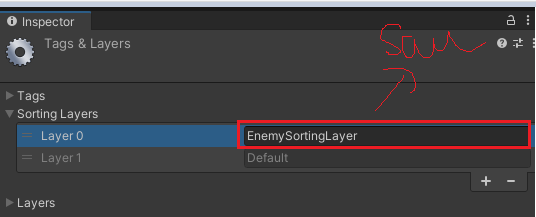 Inspector
Tags & Layers
Tags
Sorting Layers
Layer 0 EnemySortingLayer
Layer 1 Default
Layers